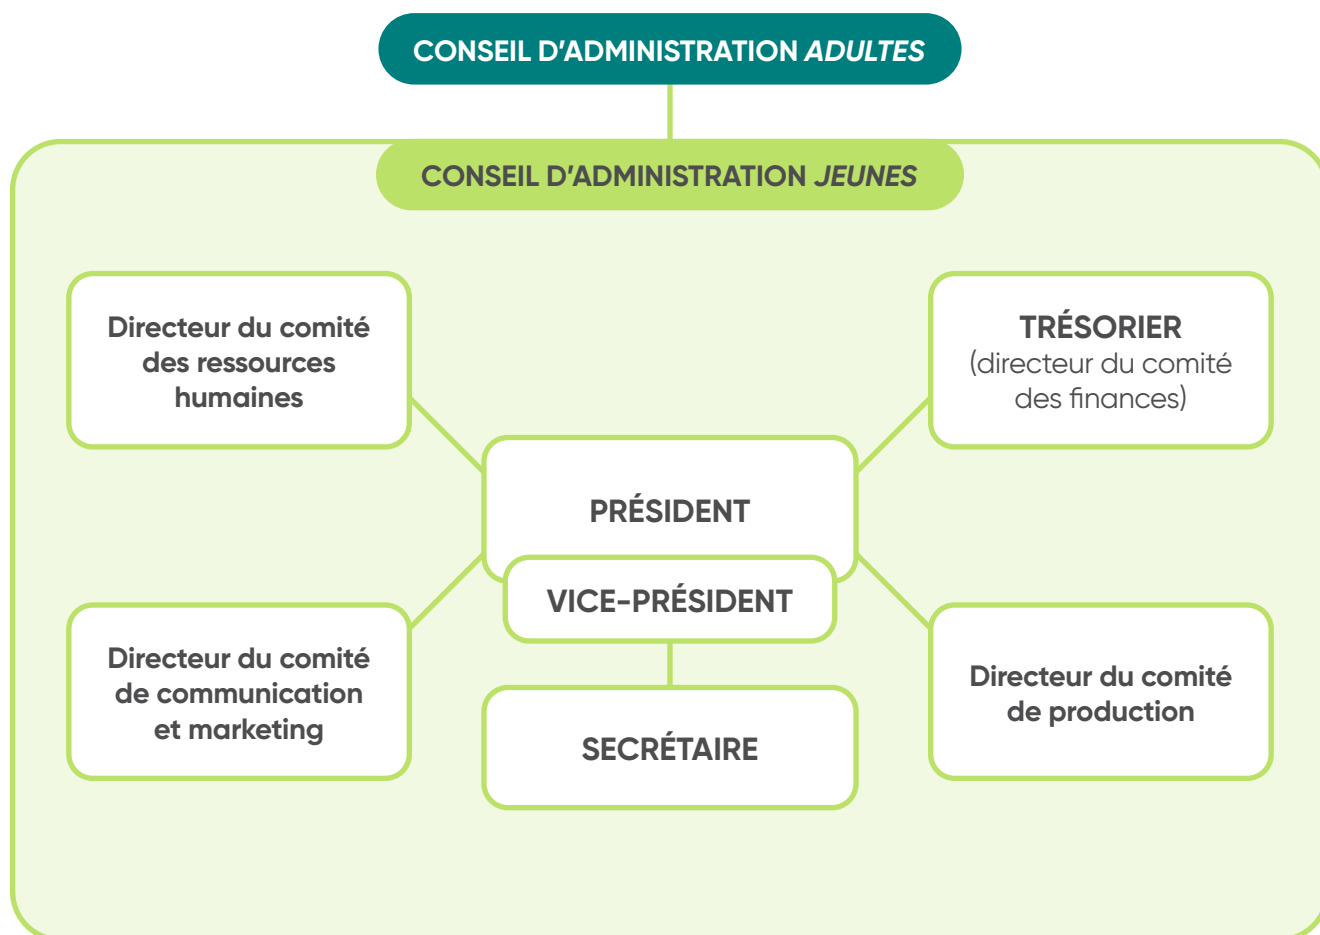 CONSEIL D’ADMINISTRATION ADULTES
CONSEIL D’ADMINISTRATION JEUNES
Directeur du comité
des ressources
humaines
TRÉSORIER
(directeur du comité
des finances)
PRÉSIDENT
VICE-PRÉSIDENT
Directeur du comité
de communication
et marketing
SECRÉTAIRE
Directeur du comité
de production